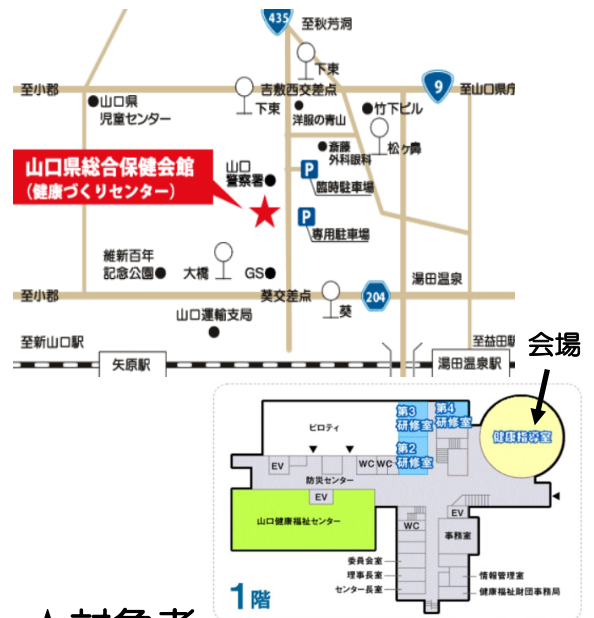 435
至秋芳洞
下東
9
至小郡
吉敷西交差点
至山口県庁
山口県
児童センター
下東
洋服の青山
竹下ビル
松ヶ鼻
斎藤
外科眼科
山口県総合保健会館
(健康づくりセンター)
山口
警察署
P
臨時駐車場
P
専用駐車場
維新百年
記念公園
大橋
GS
湯田温泉
至小郡
葵交差点
葵
204
山口運輸支局
至新山口駅
至益田駅
矢原駅
湯田温泉駅
会場
ピロティ
第3
研修室
第4
研修室
健康指導室
第2
研修室
EV
WC
WC
防災センター
EV
山口健康福祉センター
EV
WC
事務室
委員会室
理事長室
センター長室
情報管理室
健康福祉財団事務局
1階